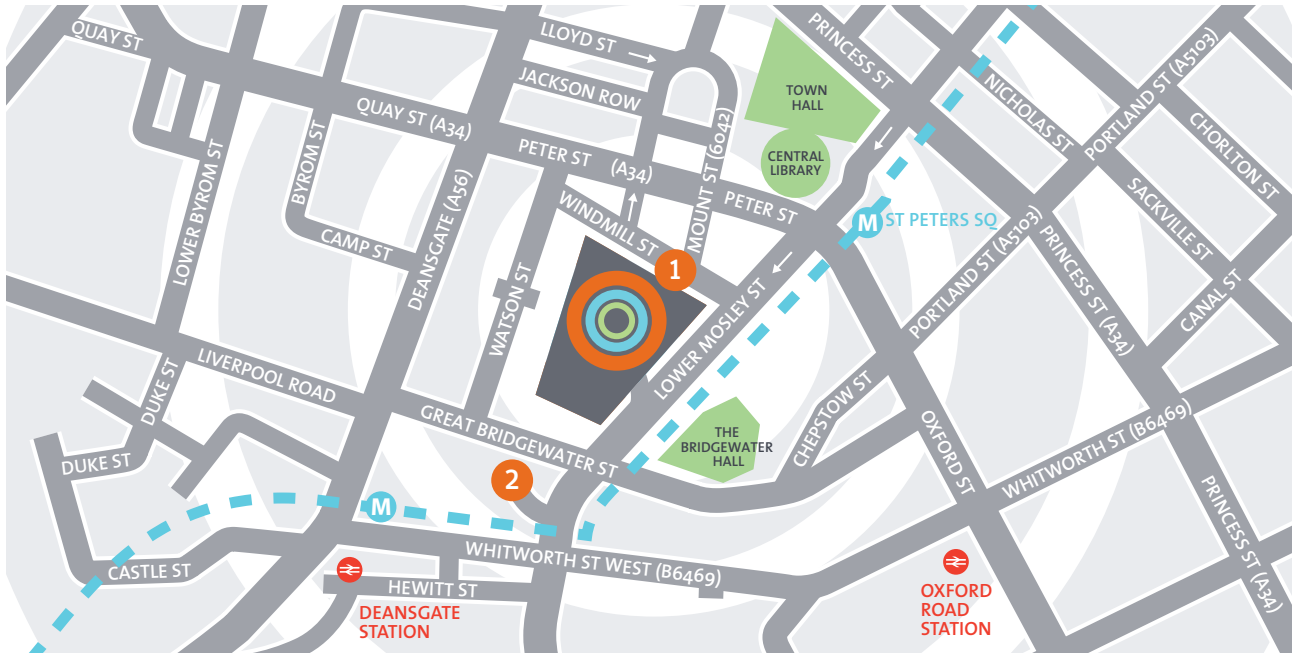 QUAY ST
LLOYD ST
PRINCESS ST
JACKSON ROW
TOWN
HALL
NICHOLAS ST
PORTLAND ST (A5103)
CHORLTON ST
QUAY ST (A34)
PETER ST
(A34)
MOUNT ST (6042)
CENTRAL
LIBRARY
PETER ST
BYROM ST
LOWER BYROM ST
CAMP ST
DEANSGATE (A56)
WINDMILL ST
M
ST PETERS SQ
SACKVILLE ST
PORTLAND ST (A5103)
PRINCESS ST (A34)
CANAL ST
WATSON ST
1
LOWER MOSLEY ST
LIVERPOOL ROAD
DUKE ST
DUKE ST
GREAT BRIDGEWATER ST
THE
BRIDGEWATER
HALL
CHEPSTOW ST
OXFORD ST
WHITWORTH ST (B6469)
2
M
CASTLE ST
WHITWORTH ST WEST (B6469)
HEWITT ST
DEANSGATE
STATION
OXFORD
ROAD
STATION
PRINCESS ST (A34)